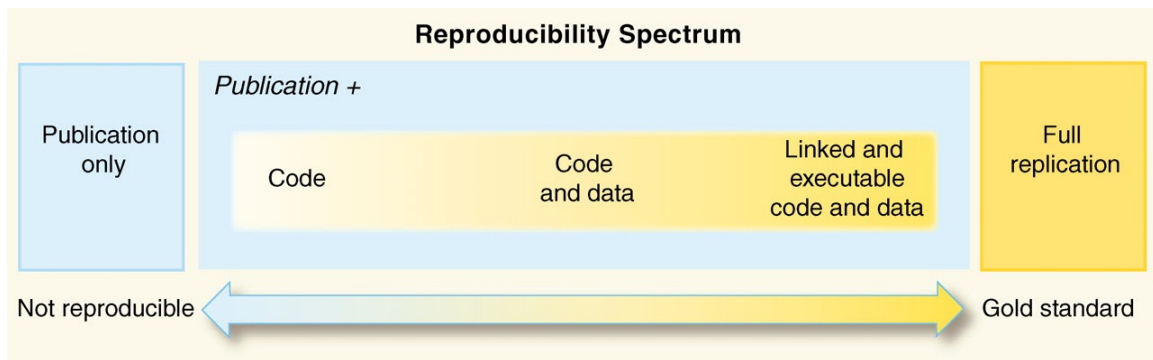 Reproducibility Spectrum
Publication
only
Publication +
Code
Code
and data
Linked and
executable
code and data
Full
replication
Not reproducible
Gold standard